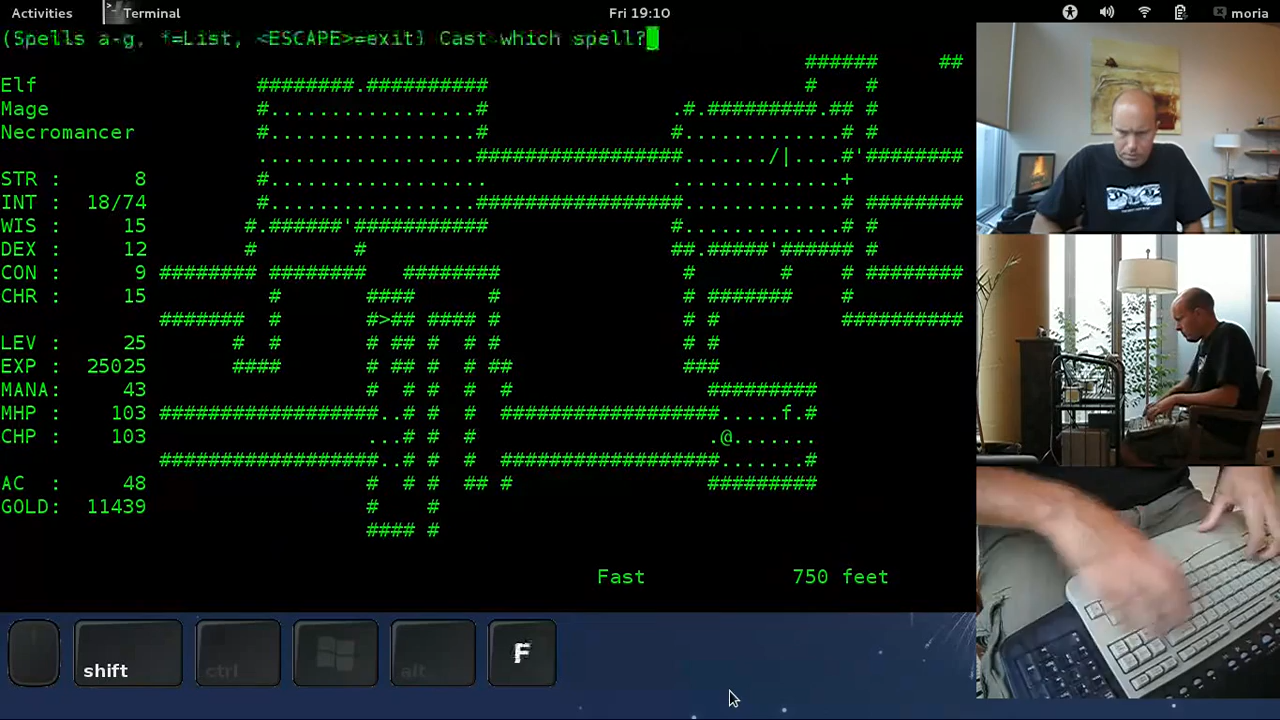 Activities Terminal Fri 19:10 moria
(Spells a-g, *=List, <ESCAPE>=exit) Cast which spell?
###### ##
Elf ########.########## # #
Mage #.................# .#.#########.## #
Necromancer #.................# #.............# #
..................#################......./|....#'########
STR : 8 #.................. ..............+
INT : 18/74 #.................#################.............# ########
WIS : 15 #.######'########### #.............# #
DEX : 12 # # ##.#####'###### #
CON : 9 ######## ######## ######## # # # ########
CHR : 15 # #### # # ####### #
####### # #>## #### # # # ##########
LEV : 25 # # # ## # # # # #
EXP : 25025 #### # ## # # ## ###
MANA: 43 # # # # # #########
MHP : 103 ##################..# # # ##################.....f.#
CHP : 103 ...# # # .@.......
##################..# # # ##################.......#
AC : 48 # # # ## # #########
GOLD: 11439 # #
#### #
Fast 750 feet
shift ctrl alt F